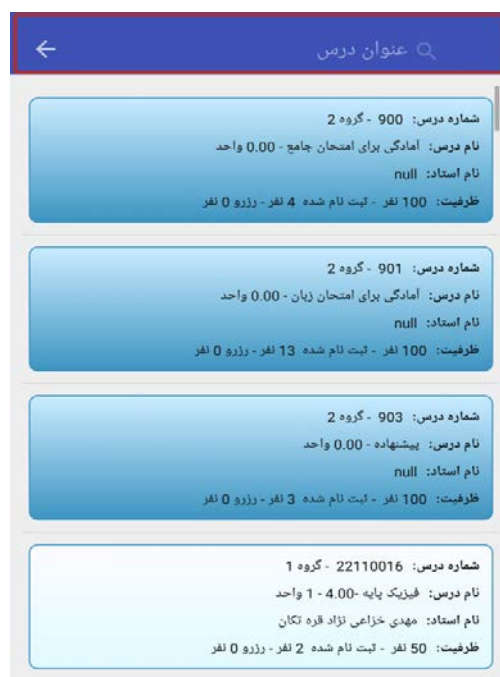 عنوان درس
شماره درس: 900 - گروه 2
نام درس: آمادگی برای امتحان جامع - 0.00 واحد
نام استاد: null
ظرفیت: 100 نفر - ثبت نام شده 4 نفر - رزرو 0 نفر
شماره درس: 901 - گروه 2
نام درس: آمادگی برای امتحان زبان - 0.00 واحد
نام استاد: null
ظرفیت: 100 نفر - ثبت نام شده 13 نفر - رزرو 0 نفر
شماره درس: 903 - گروه 2
نام درس: پیشنهاده - 0.00 واحد
نام استاد: null
ظرفیت: 100 نفر - ثبت نام شده 3 نفر - رزرو 0 نفر
شماره درس: 22110016 - گروه 1
نام درس: فیزیک پایه -4.00 - 1 واحد
نام استاد: مهدی خزاعی نژاد قره تکان
ظرفیت: 50 نفر - ثبت نام شده 2 نفر - رزرو 0 نفر